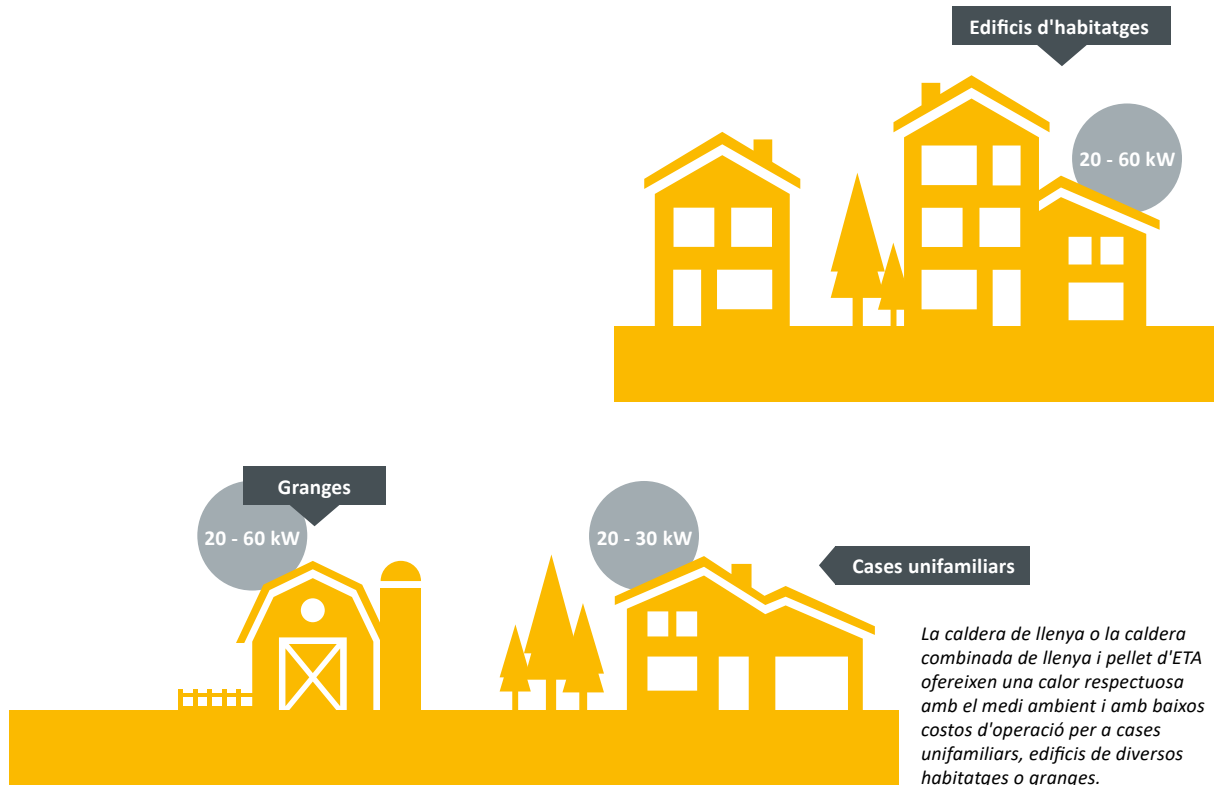 Edificis d'habitatges
20 - 60 kW
Granges
20 - 60 kW
20 - 30 kW
Cases unifamiliars
La caldera de llenya o la caldera
combinada de llenya i pellet d'ETA
ofereixen una calor respectuosa
amb el medi ambient i amb baixos
costos d'operació per a cases
unifamiliars, edificis de diversos
habitatges o granges.